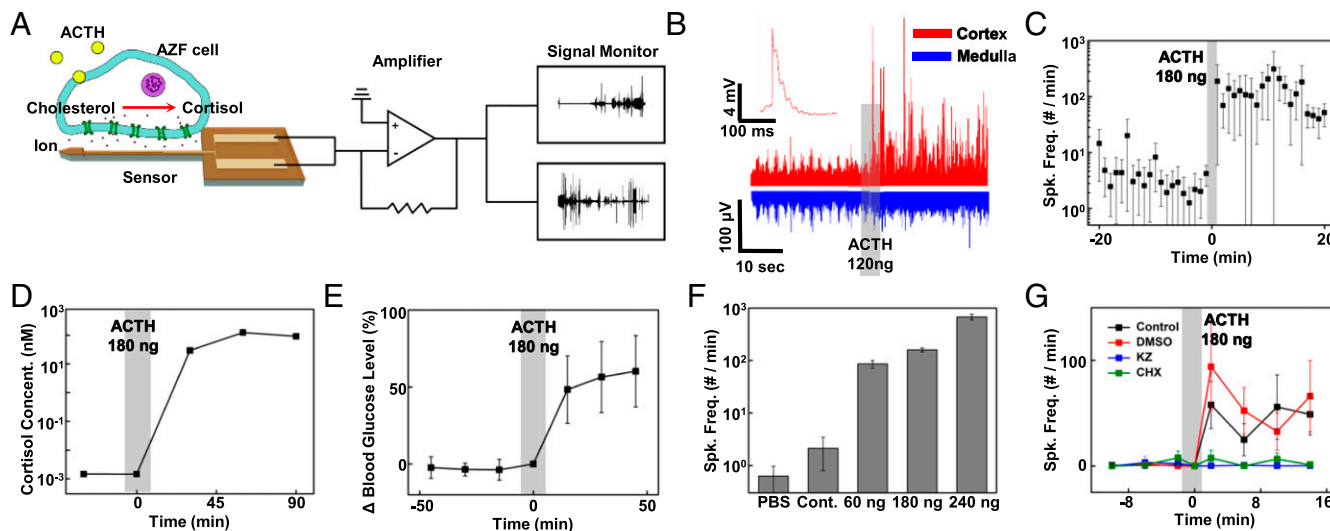 A
ACTH
AZF cell
Cholesterol
Cortisol
Ion
Sensor
Amplifier
+
-
Signal Monitor
B
Cortex
Medulla
4 mV
100 ms
100 µV
10 sec
ACTH
120ng
C
ACTH
180 ng
Spk. Freq. (# / min)
10³
10²
10¹
10⁰
-20
0
20
Time (min)
D
ACTH
180 ng
Cortisol Concent. (nM)
10³
10¹
10⁻¹
10⁻³
0
45
90
Time (min)
E
ACTH
180 ng
Δ Blood Glucose Level (%)
100
50
0
-50
0
50
Time (min)
F
Spk. Freq. (# / min)
10³
10²
10¹
10⁰
PBS
Cont.
60 ng
180 ng
240 ng
G
Control
DMSO
KZ
CHX
ACTH
180 ng
Spk. Freq. (# / min)
100
0
-8
0
8
16
Time (min)